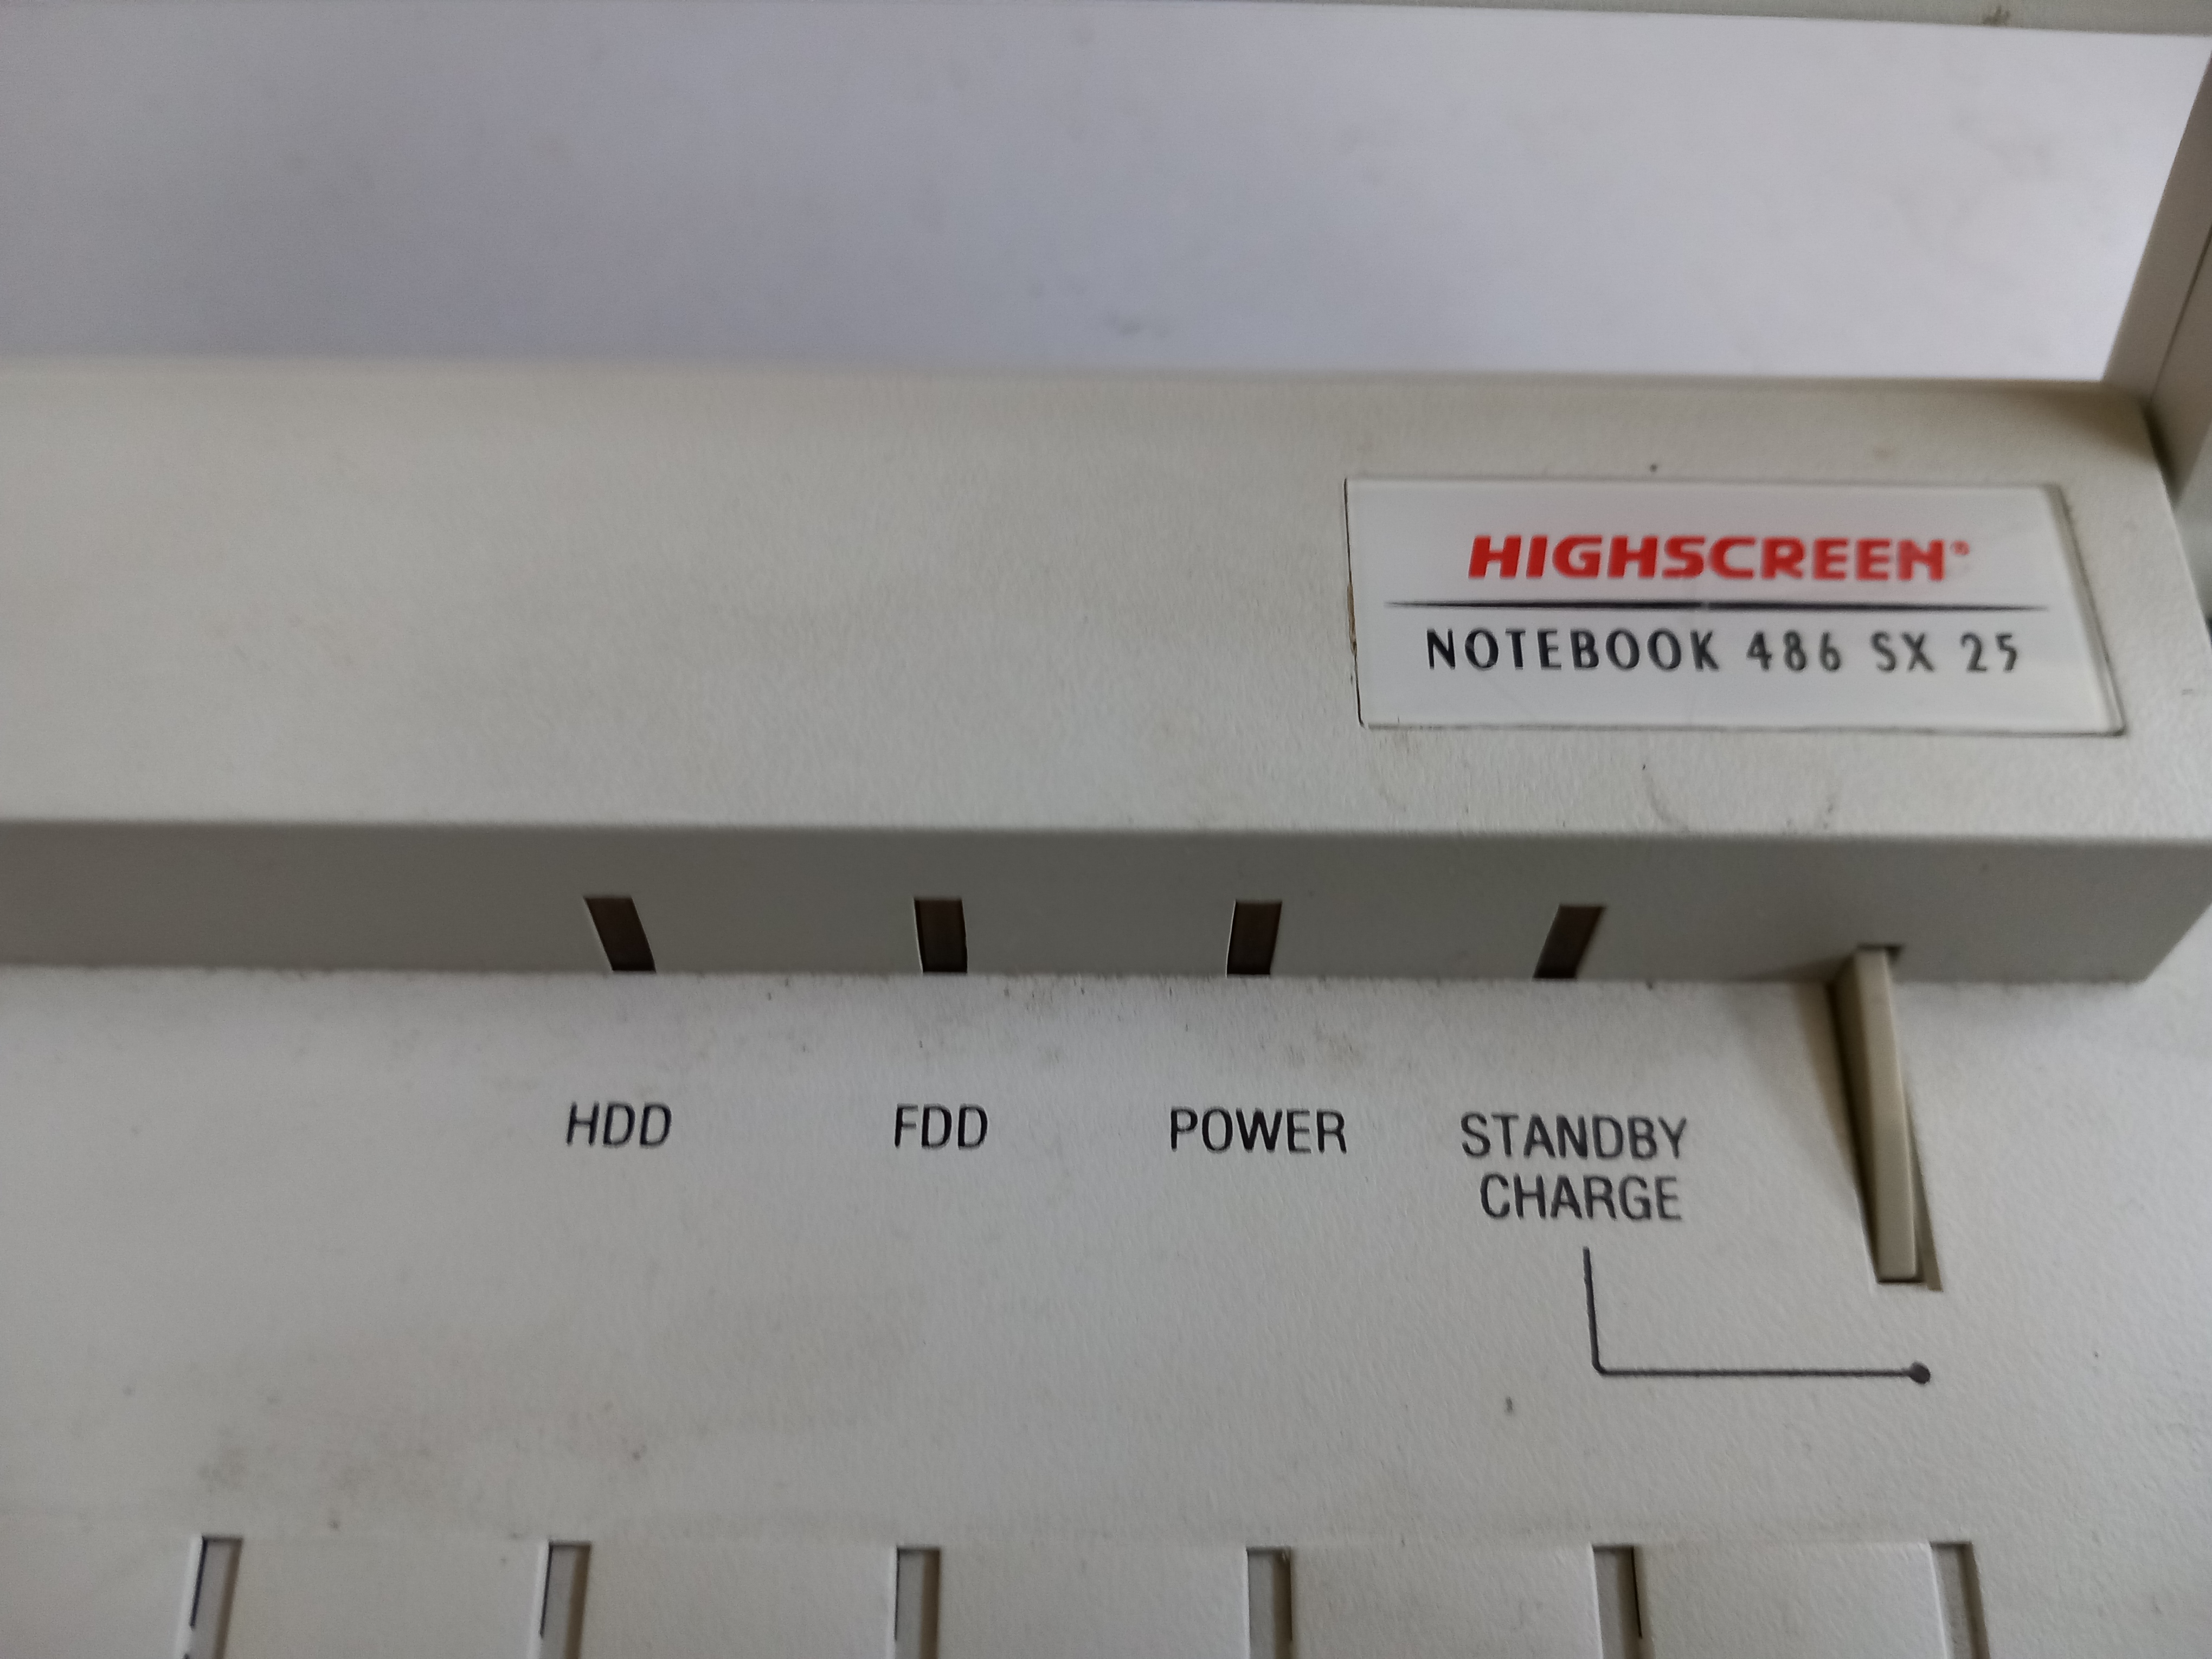 HIGHSCREEN®
NOTEBOOK 486 SX 25
HDD FDD POWER STANDBY
CHARGE